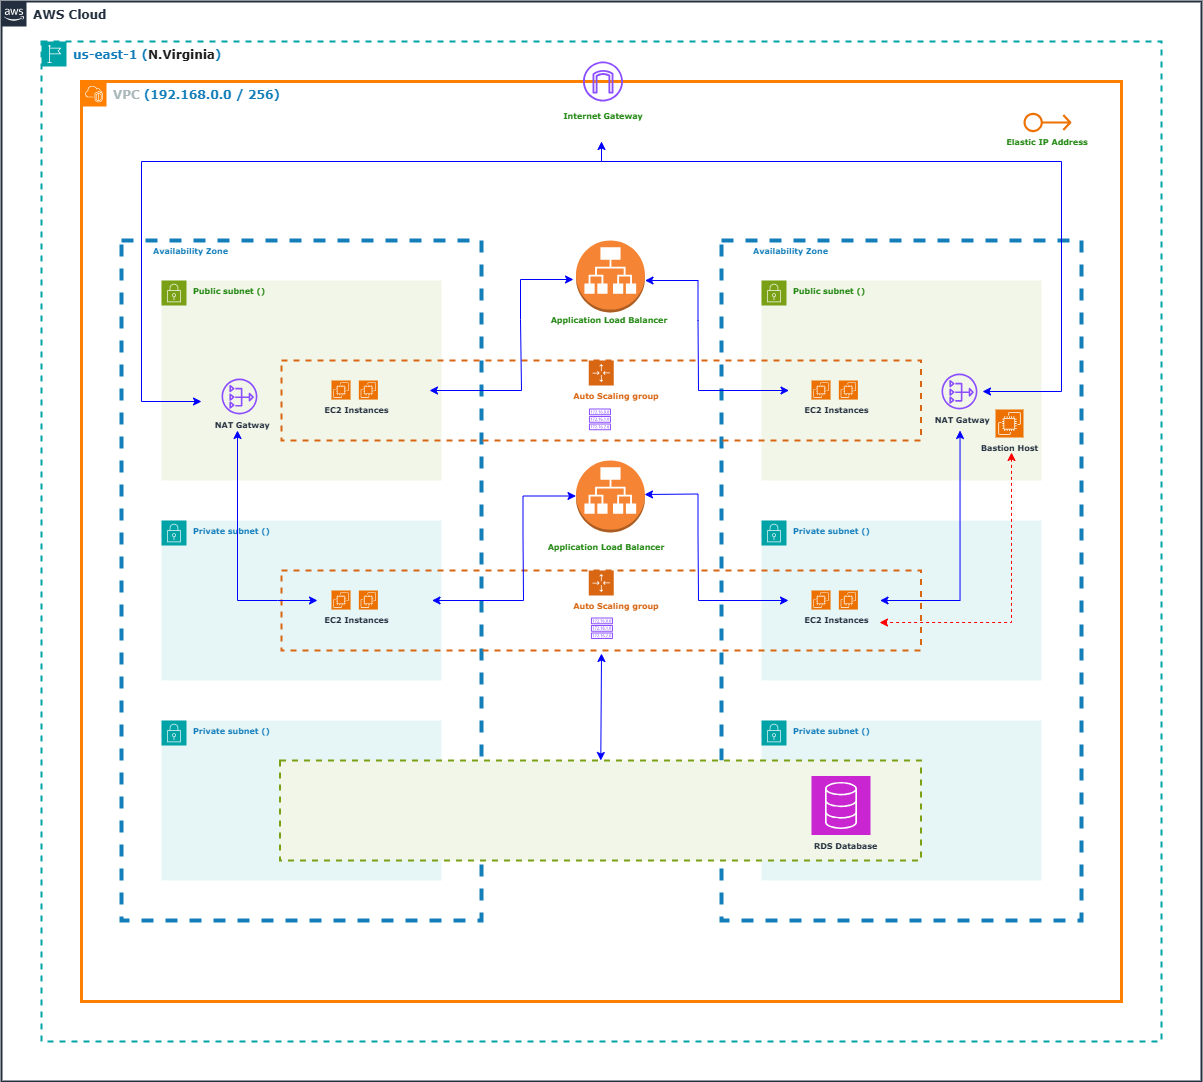 aws
AWS Cloud
us-east-1 (N.Virginia)
VPC (192.168.0.0 / 256)
Internet Gateway
Elastic IP Address
Availability Zone
Availability Zone
Public subnet ()
Public subnet ()
Application Load Balancer
Auto Scaling group
EC2 Instances
EC2 Instances
NAT Gatway
NAT Gatway
Bastion Host
Private subnet ()
Private subnet ()
Application Load Balancer
Auto Scaling group
EC2 Instances
EC2 Instances
Private subnet ()
Private subnet ()
RDS Database